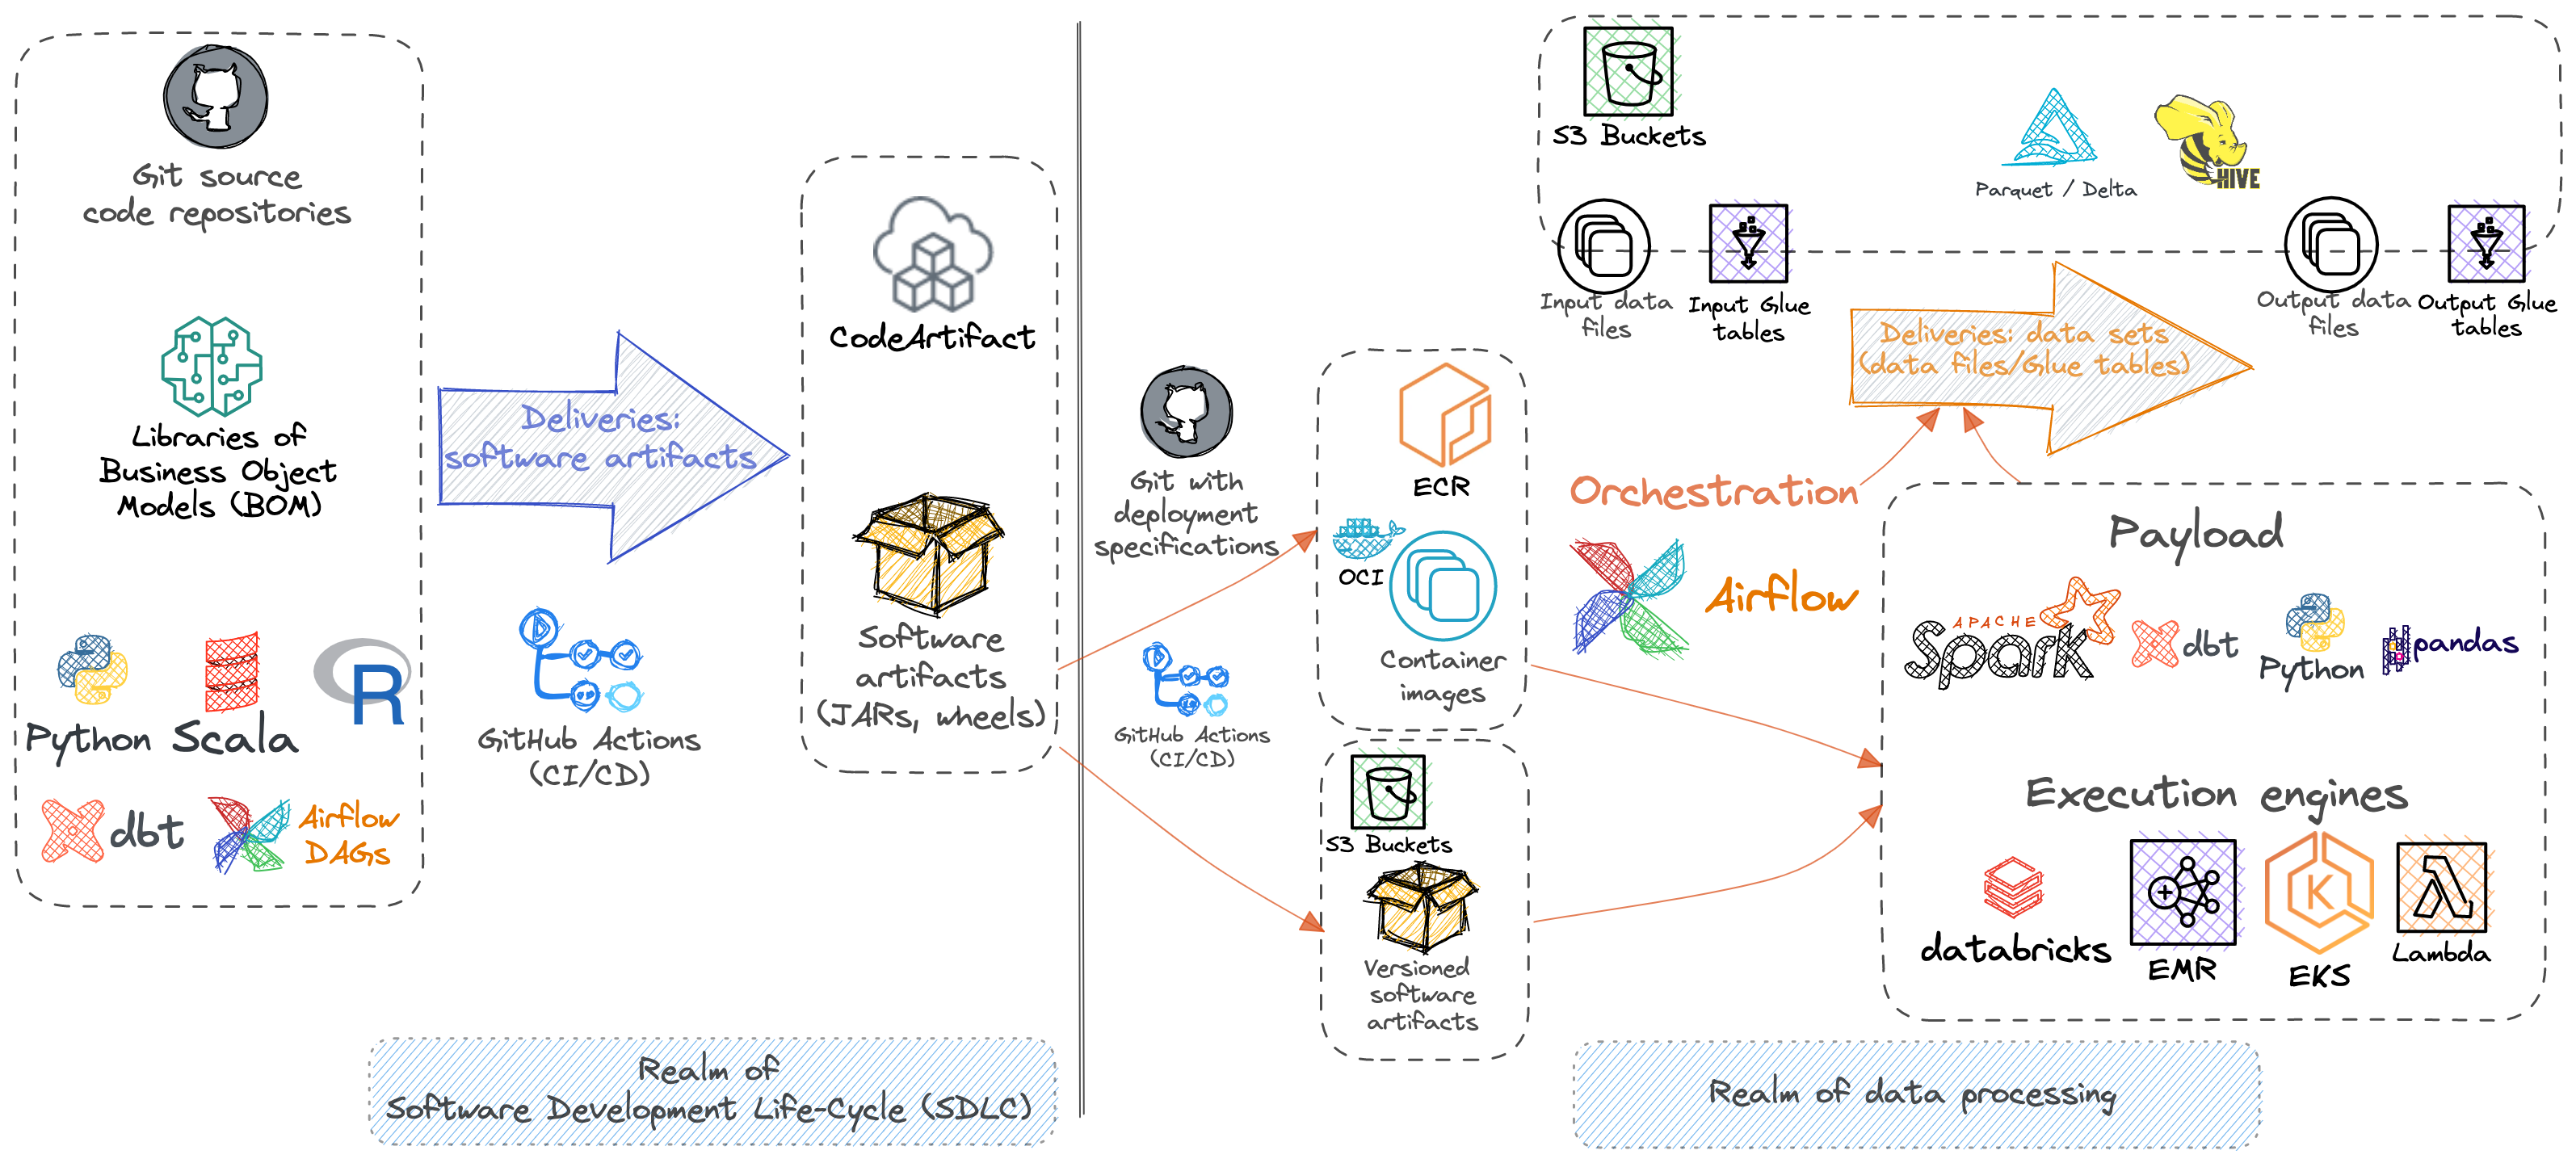 Git source
code repositories
Libraries of
Business Object
Models (BOM)
Python
Scala
R
dbt
Airflow
DAGs
Deliveries:
software artifacts
GitHub Actions
(CI/CD)
CodeArtifact
Software
artifacts
(JARs, wheels)
Realm of
Software Development Life-Cycle (SDLC)
Git with
deployment
specifications
GitHub Actions
(CI/CD)
ECR
OCI
Container
images
S3 Buckets
Versioned
software
artifacts
S3 Buckets
Parquet / Delta
HIVE
Input data
files
Input Glue
tables
Output data
files
Output Glue
tables
Deliveries: data sets
(data files/Glue tables)
Orchestration
Airflow
Payload
APACHE
Spark
dbt
Python
pandas
Execution engines
databricks
EMR
K
EKS
Lambda
Realm of data processing